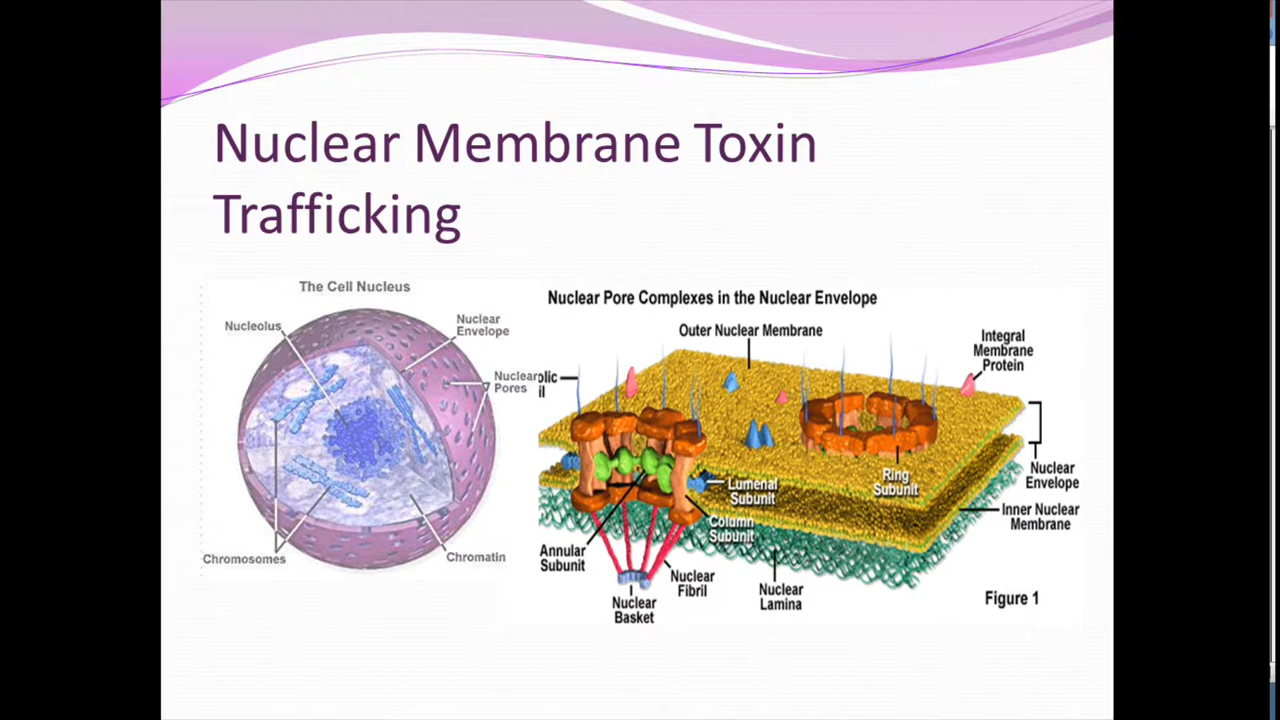 Nuclear Membrane Toxin
Trafficking
The Cell Nucleus
Nucleolus
Nuclear
Envelope
Nuclear
Pores
Chromosomes
Chromatin
Nuclear Pore Complexes in the Nuclear Envelope
Outer Nuclear Membrane
Integral
Membrane
Protein
Ring
Subunit
Nuclear
Envelope
Lumenal
Subunit
Inner Nuclear
Membrane
Column
Subunit
Annular
Subunit
Nuclear
Fibril
Nuclear
Lamina
Nuclear
Basket
Figure 1